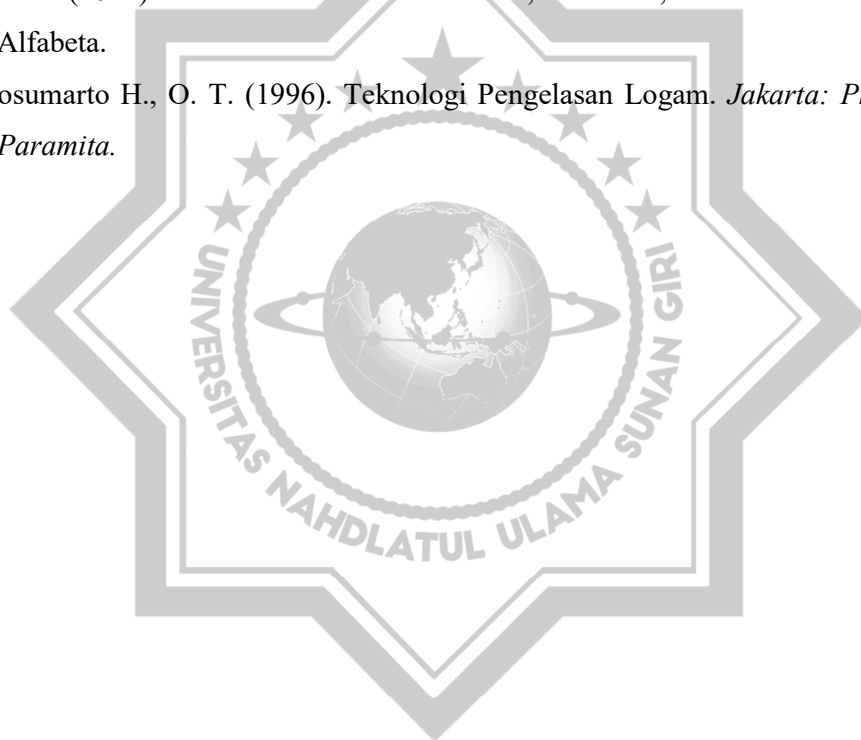 Alfabeta.
osumarto H., O. T. (1996). Teknologi Pengelasan Logam. Jakarta: P
Paramita.
UNIVERSITAS NAHDLATUL ULAMA SUNAN GIRI